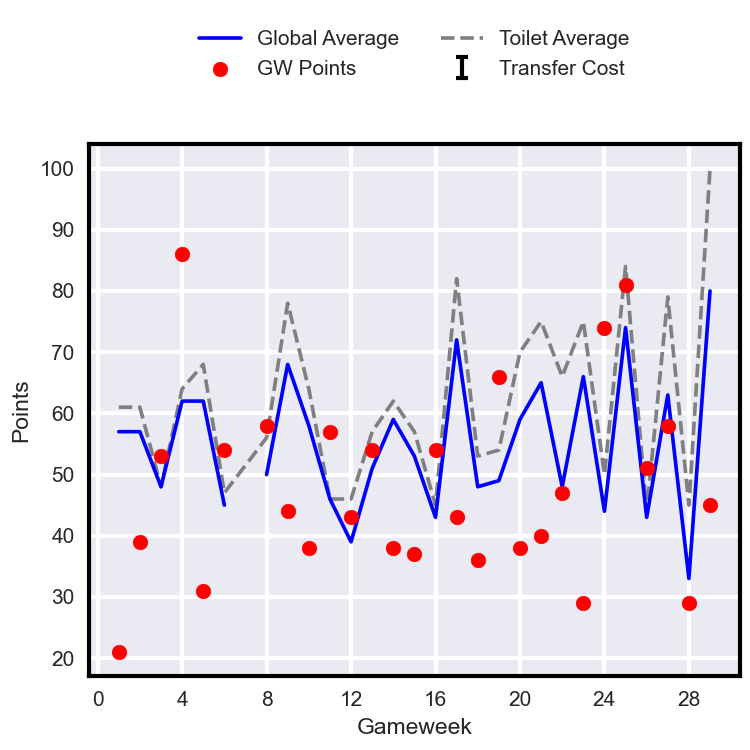 Global Average
Toilet Average
GW Points
Transfer Cost
100
90
80
70
60
50
40
30
20
Points
0 4 8 12 16 20 24 28
Gameweek